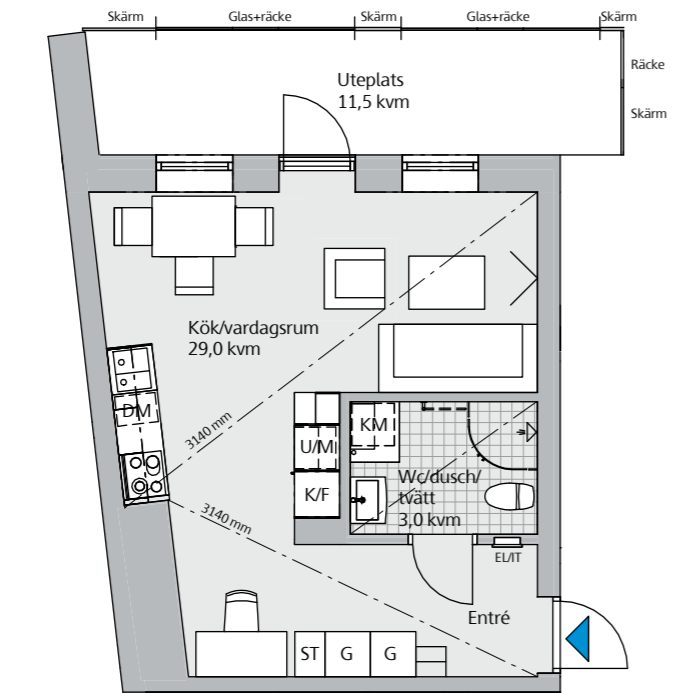 Skärm
Glas+räcke
Skärm
Glas+räcke
Skärm
Räcke
Skärm
Uteplats
11,5 kvm
Kök/vardagsrum
29,0 kvm
DM
3140 mm
3140 mm
U/M
K/F
KM
Wc/dusch/
tvätt
3,0 kvm
EL/IT
Entré
ST
G
G